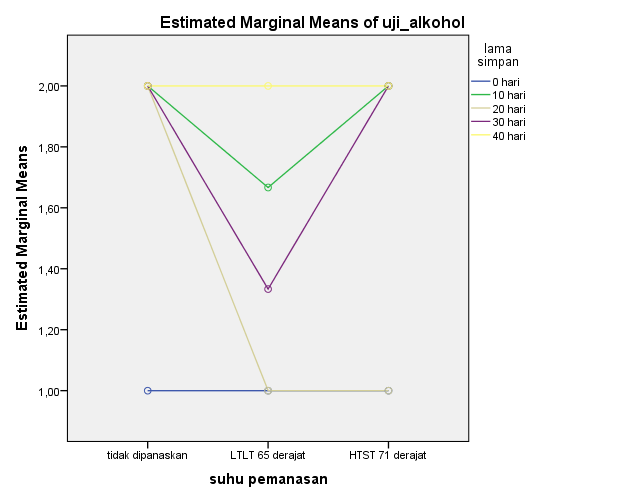 Estimated Marginal Means of uji_alkohol
lama
simpan
0 hari
10 hari
20 hari
30 hari
40 hari
Estimated Marginal Means
2,00
1,80
1,60
1,40
1,20
1,00
tidak dipanaskan
LTLT 65 derajat
HTST 71 derajat
suhu pemanasan